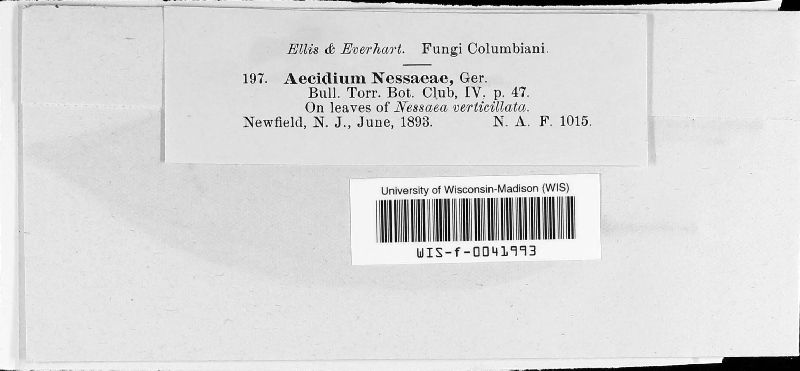 Ellis & Everhart. Fungi Columbiani.
197. Aecidium Nessaeae, Ger.
Bull. Torr. Bot. Club, IV. p. 47.
On leaves of Nessaea verticillata.
Newfield, N. J., June, 1893. N. A. F. 1015.
University of Wisconsin-Madison (WIS)
WIS-f-0041993